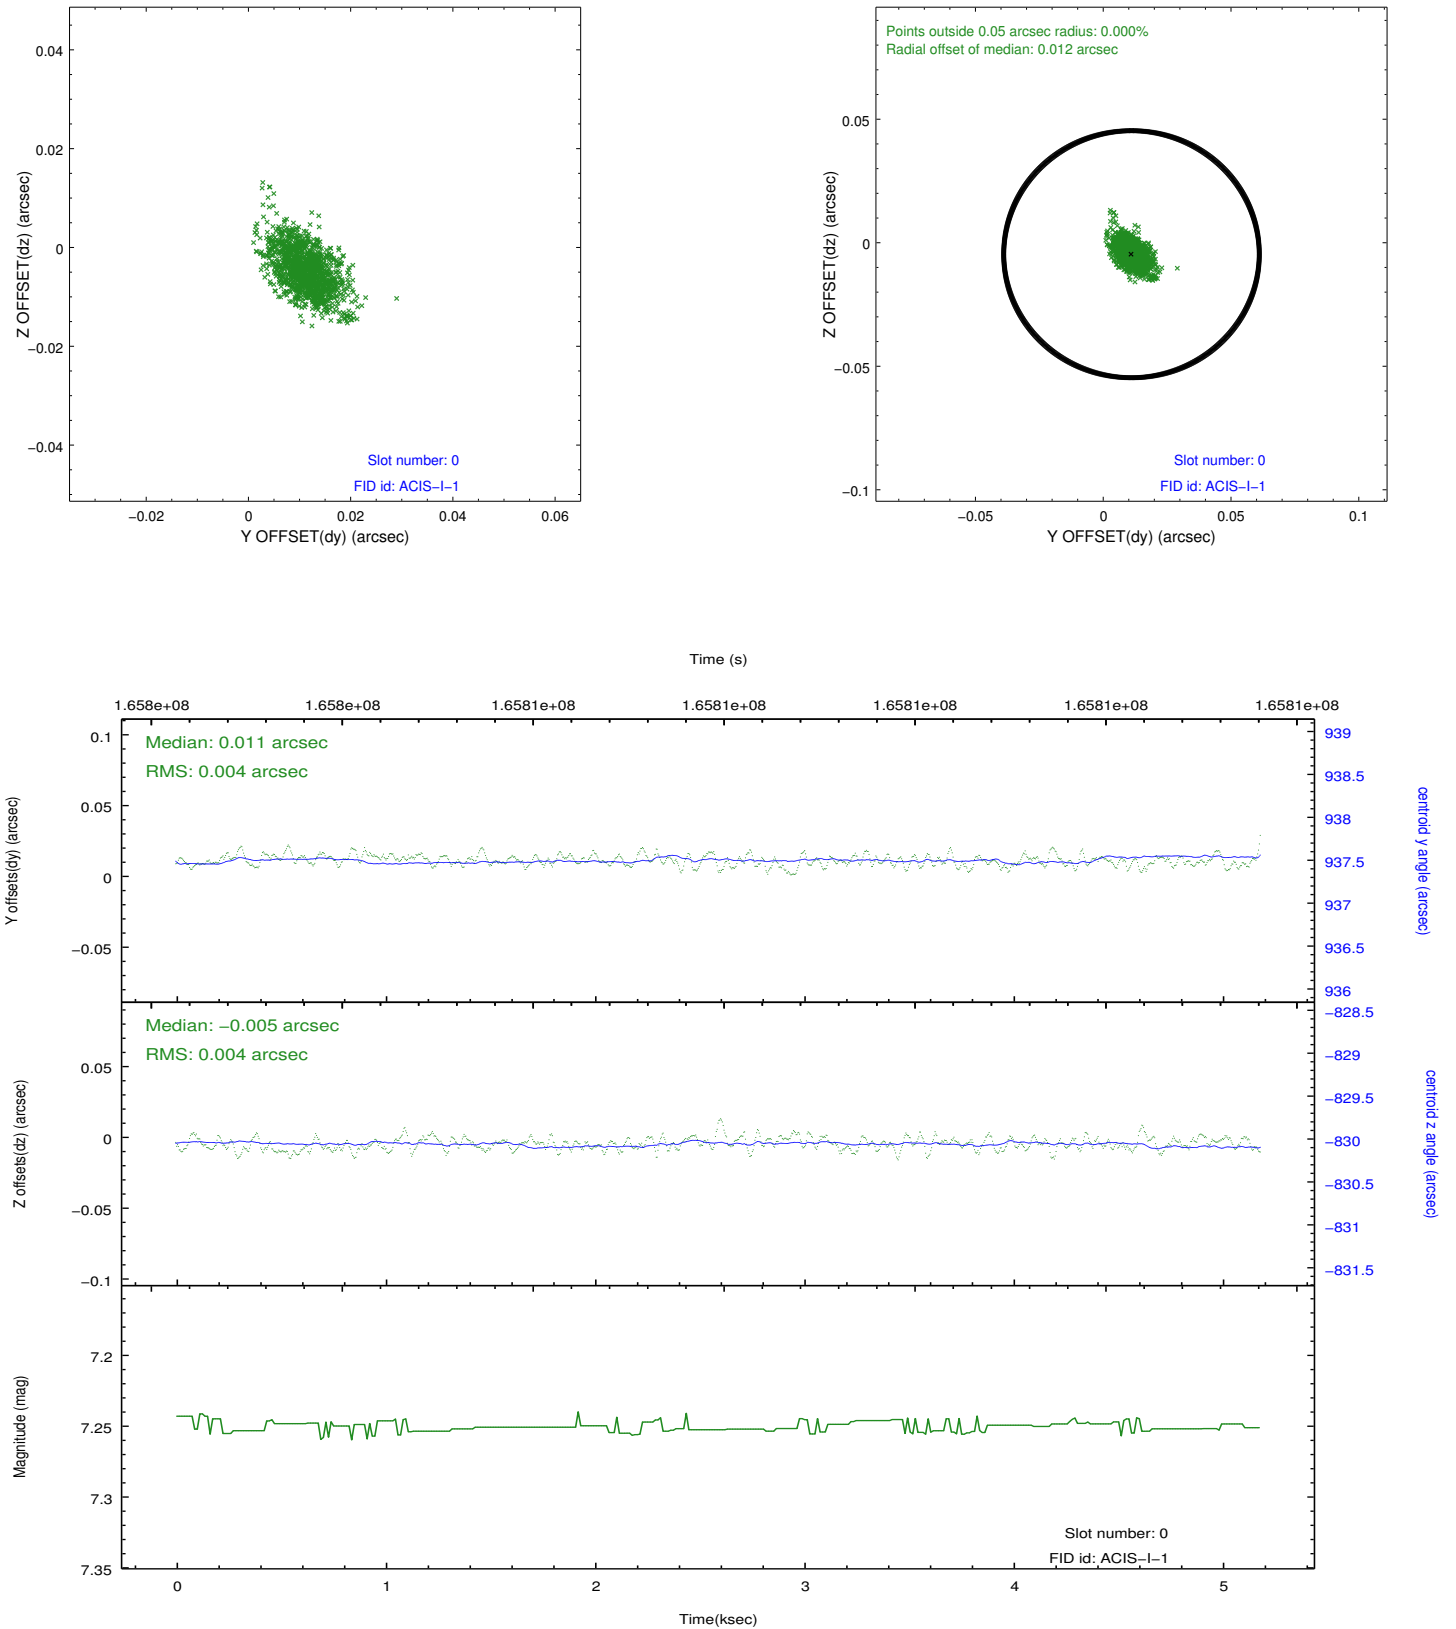 0.04
0.02
0
−0.02
−0.04
Z OFFSET(dz) (arcsec)
Slot number: 0
FID id: ACIS−I−1
−0.02
0
0.02
0.04
0.06
Y OFFSET(dy) (arcsec)
Points outside 0.05 arcsec radius: 0.000%
Radial offset of median: 0.012 arcsec
0.05
0
−0.05
−0.1
Z OFFSET(dz) (arcsec)
Slot number: 0
FID id: ACIS−I−1
−0.05
0
0.05
0.1
Y OFFSET(dy) (arcsec)
Time (s)
1.658e+08
1.658e+08
1.6581e+08
1.6581e+08
1.6581e+08
1.6581e+08
1.6581e+08
Median: 0.011 arcsec
RMS: 0.004 arcsec
0.1
0.05
0
−0.05
Y offsets(dy) (arcsec)
939
938.5
938
937.5
937
936.5
936
centroid y angle (arcsec)
Median: −0.005 arcsec
RMS: 0.004 arcsec
0.05
0
−0.05
−0.1
Z offsets(dz) (arcsec)
−828.5
−829
−829.5
−830
−830.5
−831
−831.5
centroid z angle (arcsec)
7.2
7.25
7.3
7.35
Magnitude (mag)
Slot number: 0
FID id: ACIS−I−1
0
1
2
3
4
5
Time(ksec)